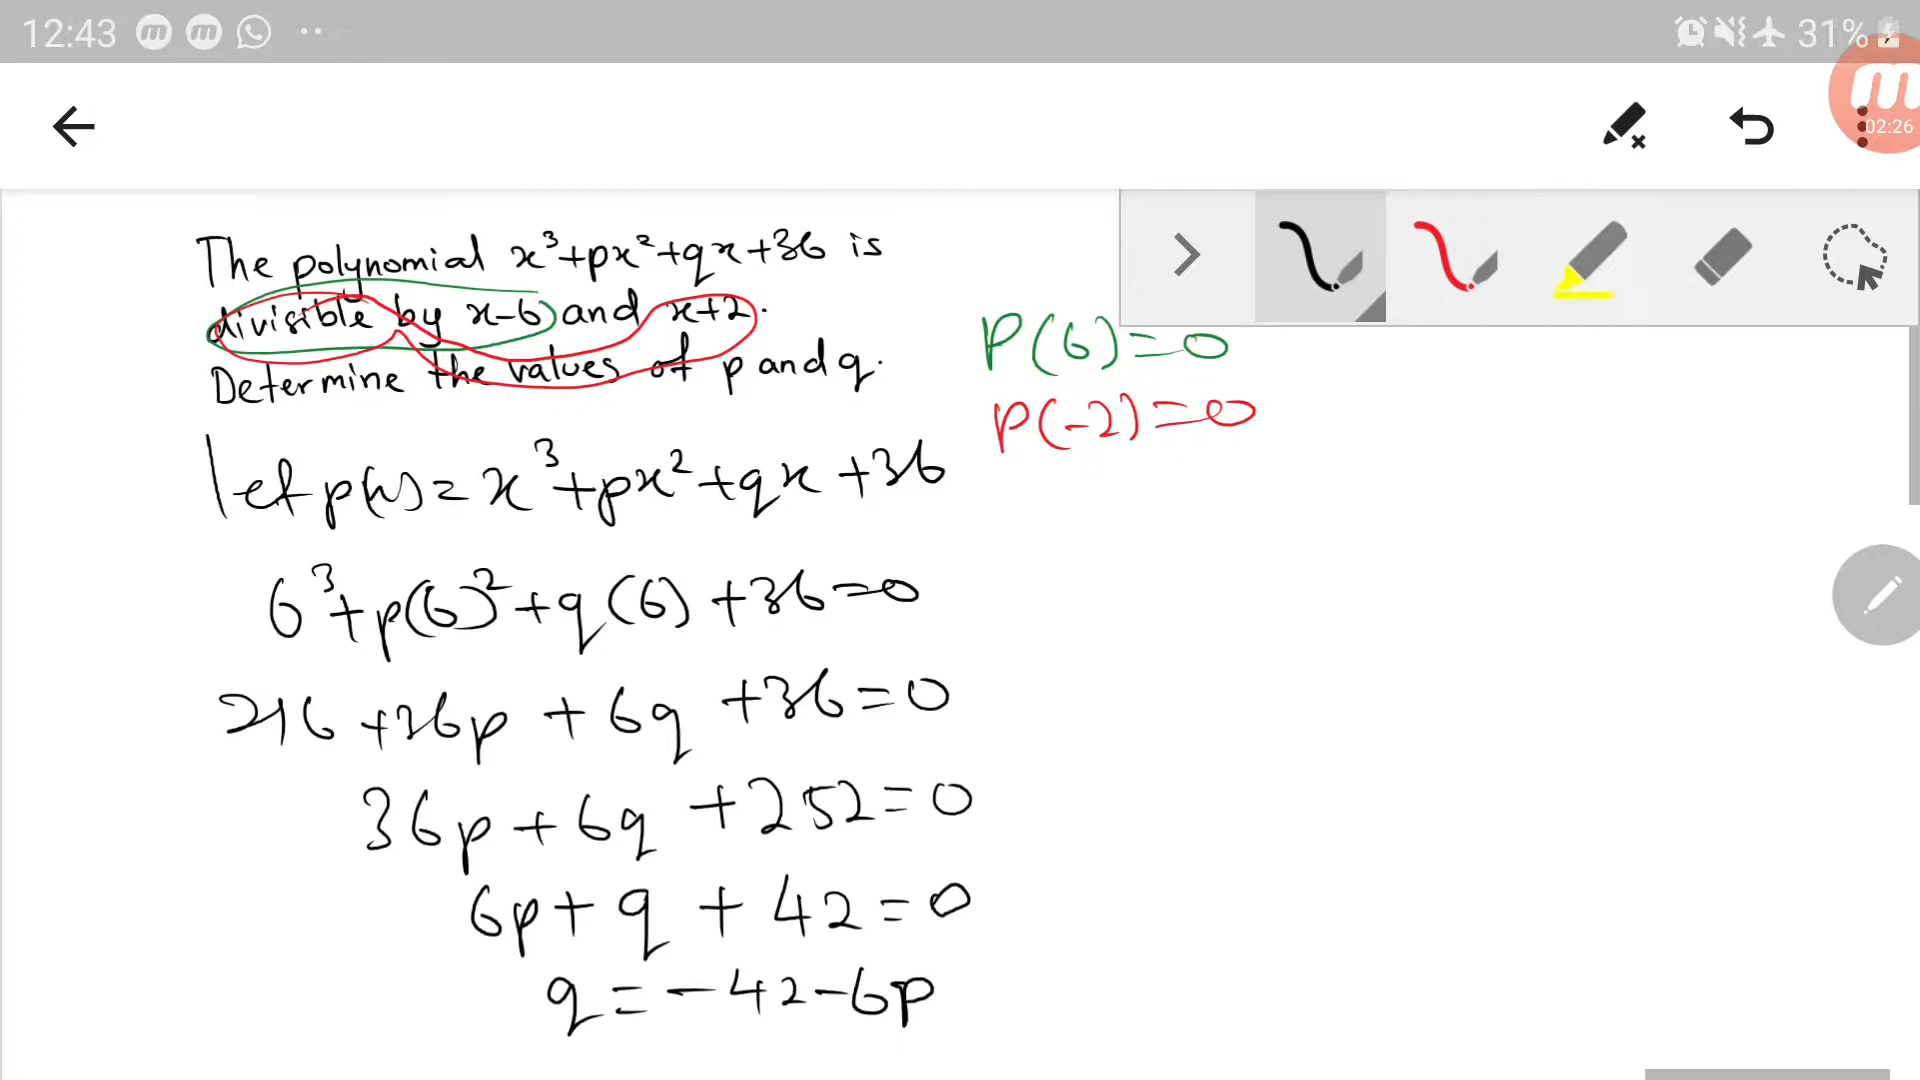 12:43
31%
02:26
The polynomial x³+px²+qx+36 is
divisible by x-6 and x+2.
Determine the values of p and q.
P(6)=0
P(-2)=0
let p(x)=x³+px²+qx+36
6³+p(6)²+q(6)+36=0
216+36p+6q+36=0
36p+6q+252=0
6p+q+42=0
q=-42-6p